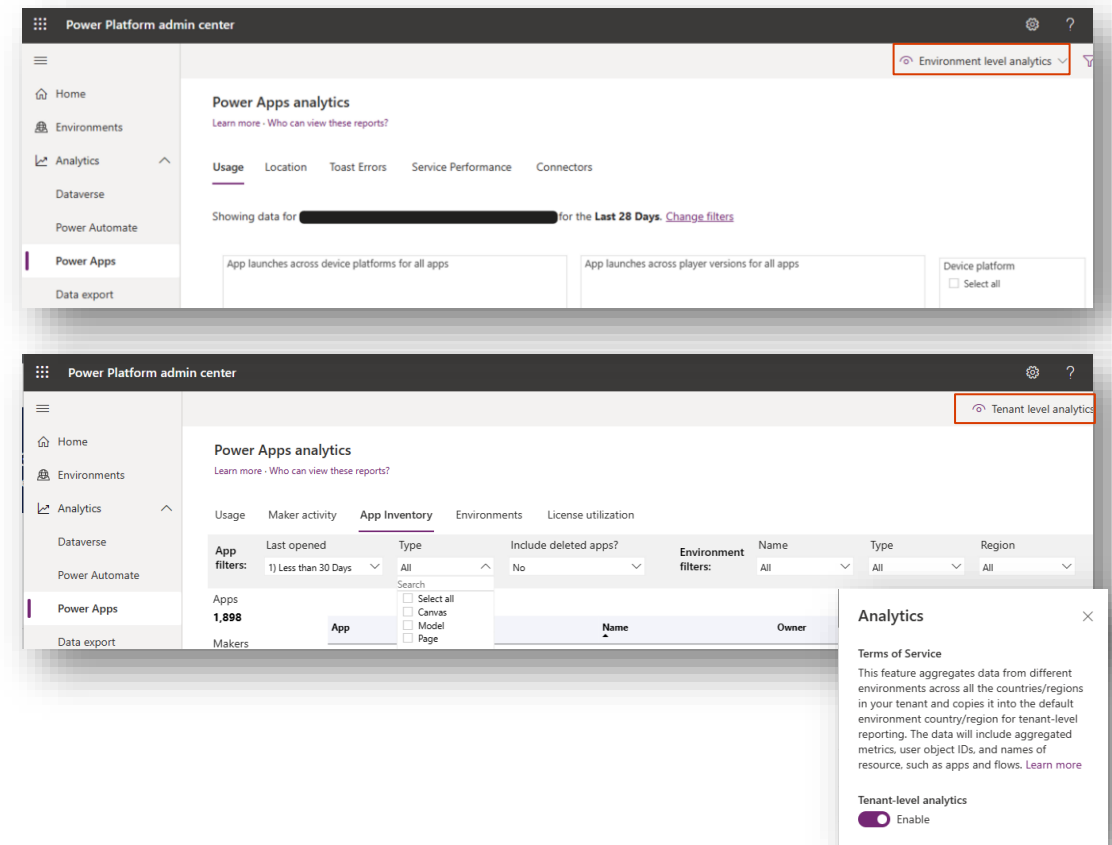 Power Platform admin center
Environment level analytics
Home
Environments
Analytics
Dataverse
Power Automate
Power Apps
Data export
Power Apps analytics
Learn more · Who can view these reports?
Usage Location Toast Errors Service Performance Connectors
Showing data for for the Last 28 Days. Change filters
App launches across device platforms for all apps
App launches across player versions for all apps
Device platform
Select all
Power Platform admin center
Tenant level analytics
Home
Environments
Analytics
Dataverse
Power Automate
Power Apps
Data export
Power Apps analytics
Learn more · Who can view these reports?
Usage Maker activity App Inventory Environments License utilization
App filters:
Last opened
1) Less than 30 Days
Type
All
Search
Select all
Canvas
Model
Page
Include deleted apps?
No
Environment filters:
Name
All
Type
All
Region
All
Apps
1,898
Makers
App Name Owner
Analytics
Terms of Service
This feature aggregates data from different
environments across all the countries/regions
in your tenant and copies it into the default
environment country/region for tenant-level
reporting. The data will include aggregated
metrics, user object IDs, and names of
resource, such as apps and flows. Learn more
Tenant-level analytics
Enable